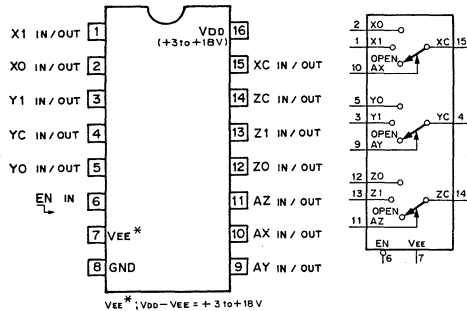 X1 IN/OUT 1
X0 IN/OUT 2
Y1 IN/OUT 3
YC IN/OUT 4
Y0 IN/OUT 5
EN IN 6
7 VEE*
8 GND
VDD 16
(+3 to +18V)
15 XC IN/OUT
14 ZC IN/OUT
13 Z1 IN/OUT
12 Z0 IN/OUT
11 AZ IN/OUT
10 AX IN/OUT
9 AY IN/OUT
VEE* ; VDD-VEE = +3 to +18V
2 X0
1 X1 XC 15
OPEN
10 AX
5 Y0
3 Y1 YC 4
OPEN
9 AY
12 Z0
13 Z1 ZC 14
OPEN
11 AZ
EN VEE
6 7